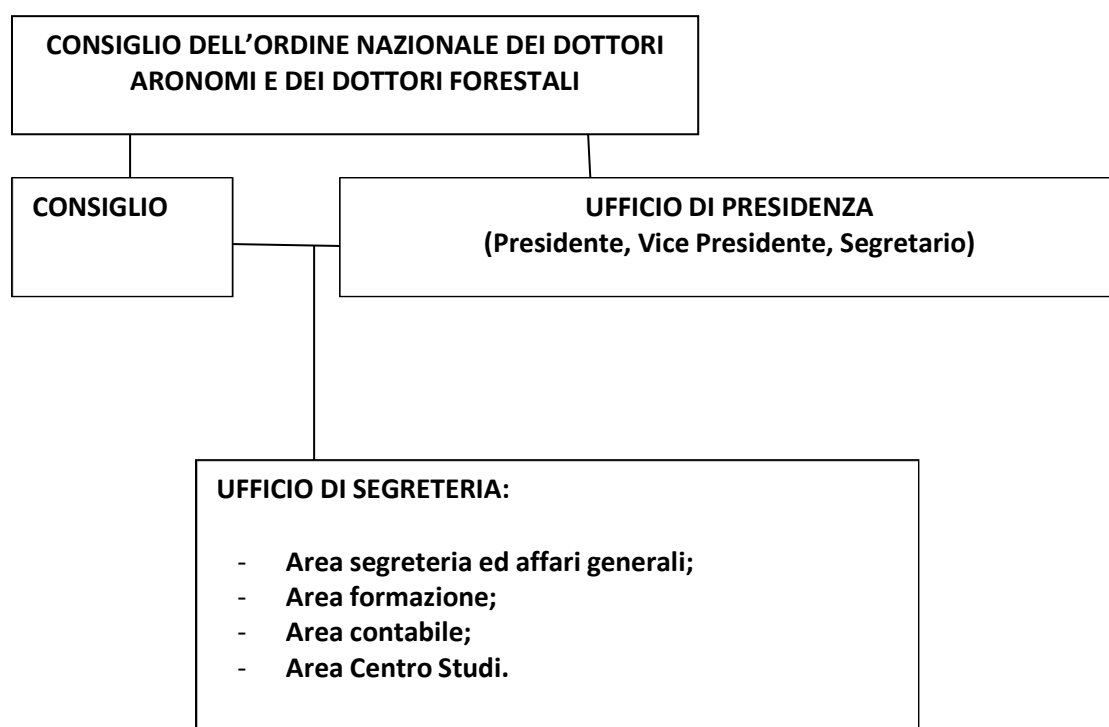 CONSIGLIO DELL’ORDINE NAZIONALE DEI DOTTORI
ARONOMI E DEI DOTTORI FORESTALI
CONSIGLIO
UFFICIO DI PRESIDENZA
(Presidente, Vice Presidente, Segretario)
UFFICIO DI SEGRETERIA:
- Area segreteria ed affari generali;
- Area formazione;
- Area contabile;
- Area Centro Studi.